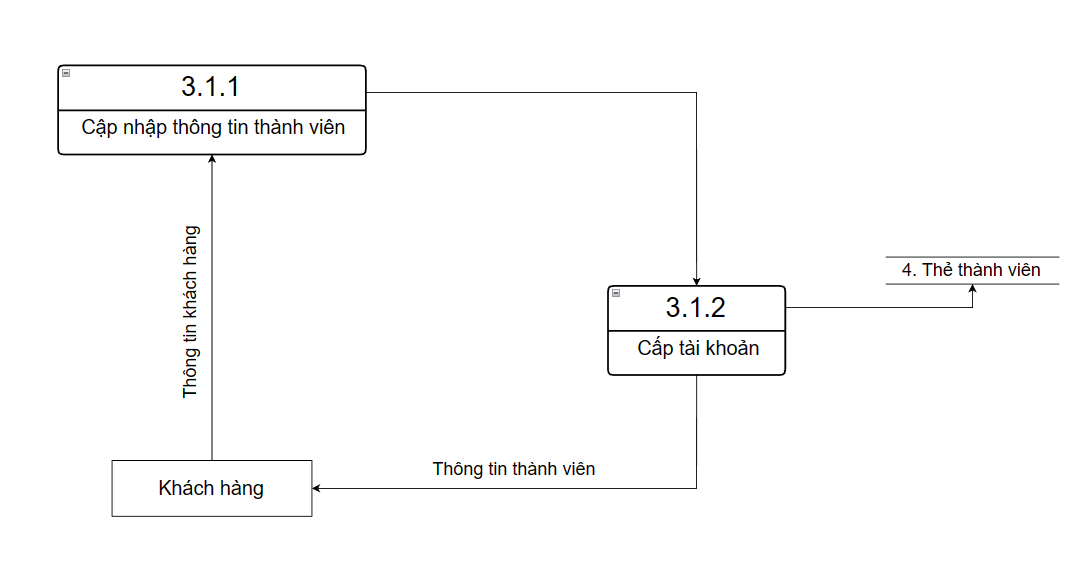 3.1.1
Cập nhập thông tin thành viên
Thông tin khách hàng
4. Thẻ thành viên
3.1.2
Cấp tài khoản
Thông tin thành viên
Khách hàng